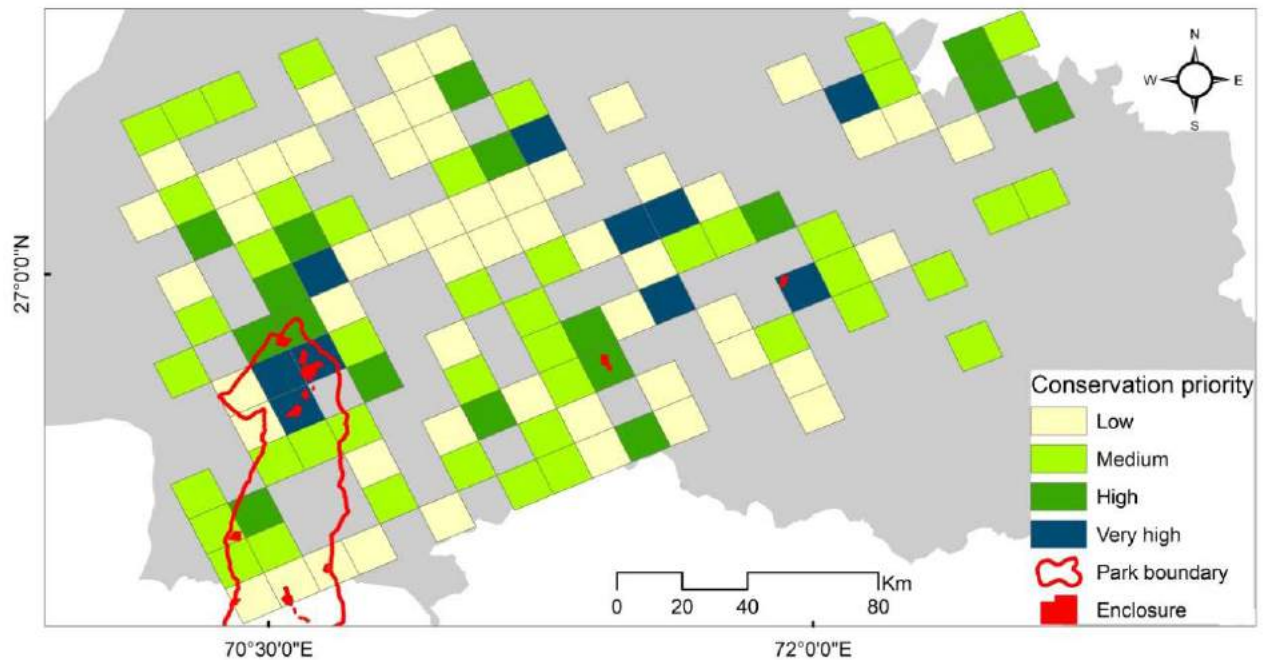 N
W E
S
27°0'0"N
Conservation priority
Low
Medium
High
Very high
Park boundary
Enclosure
Km
0 20 40 80
70°30'0"E 72°0'0"E